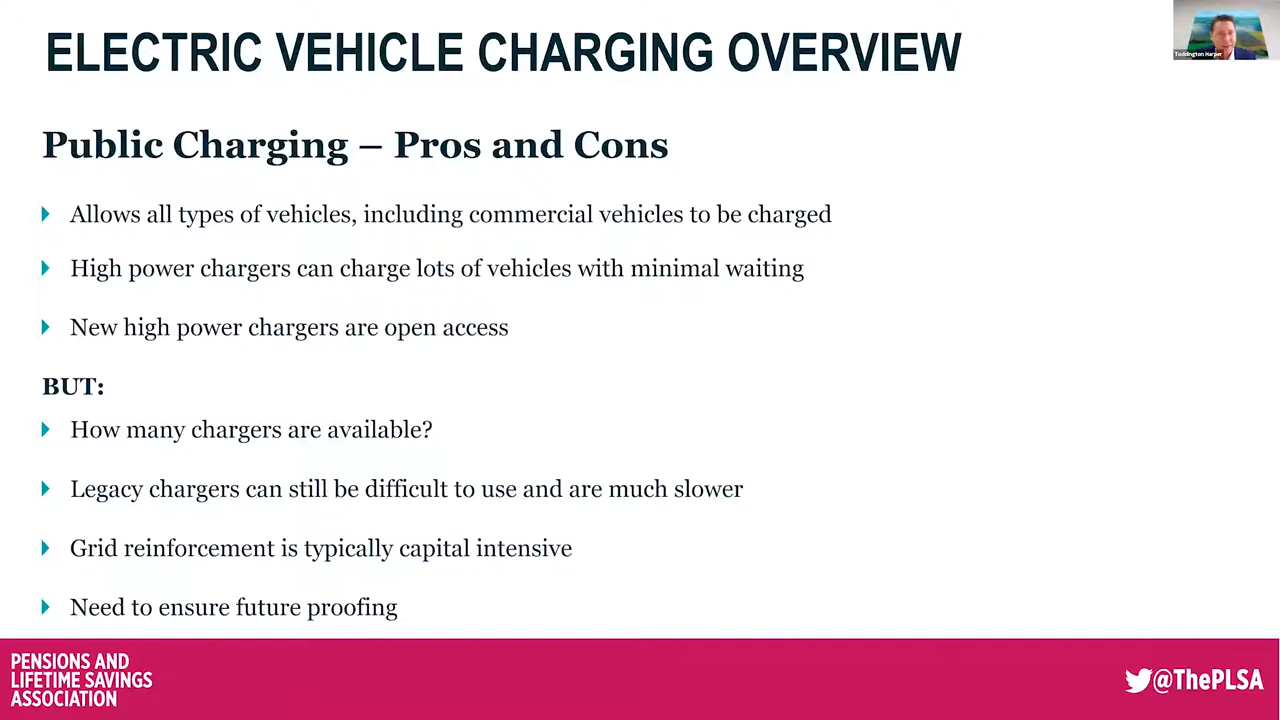 ELECTRIC VEHICLE CHARGING OVERVIEW
Toddington Harper
Public Charging – Pros and Cons
Allows all types of vehicles, including commercial vehicles to be charged
High power chargers can charge lots of vehicles with minimal waiting
New high power chargers are open access
BUT:
How many chargers are available?
Legacy chargers can still be difficult to use and are much slower
Grid reinforcement is typically capital intensive
Need to ensure future proofing
PENSIONS AND
LIFETIME SAVINGS
ASSOCIATION
@ThePLSA